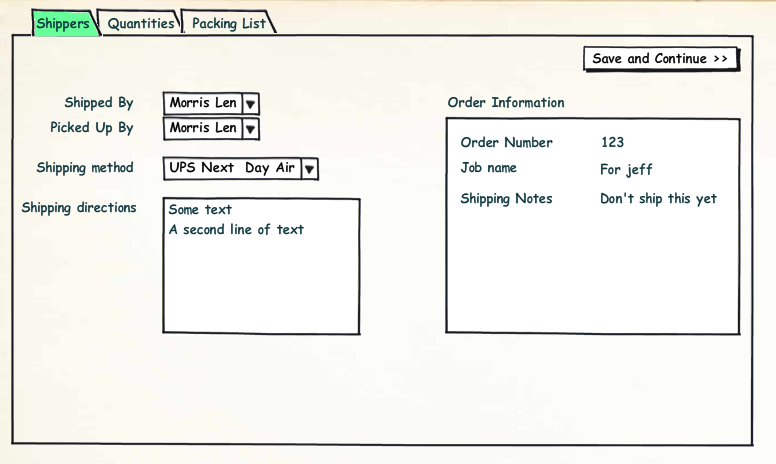 Shippers Quantities Packing List
Save and Continue >>
Shipped By Morris Len
Picked Up By Morris Len
Shipping method UPS Next Day Air
Shipping directions
Some text
A second line of text
Order Information
Order Number 123
Job name For jeff
Shipping Notes Don't ship this yet